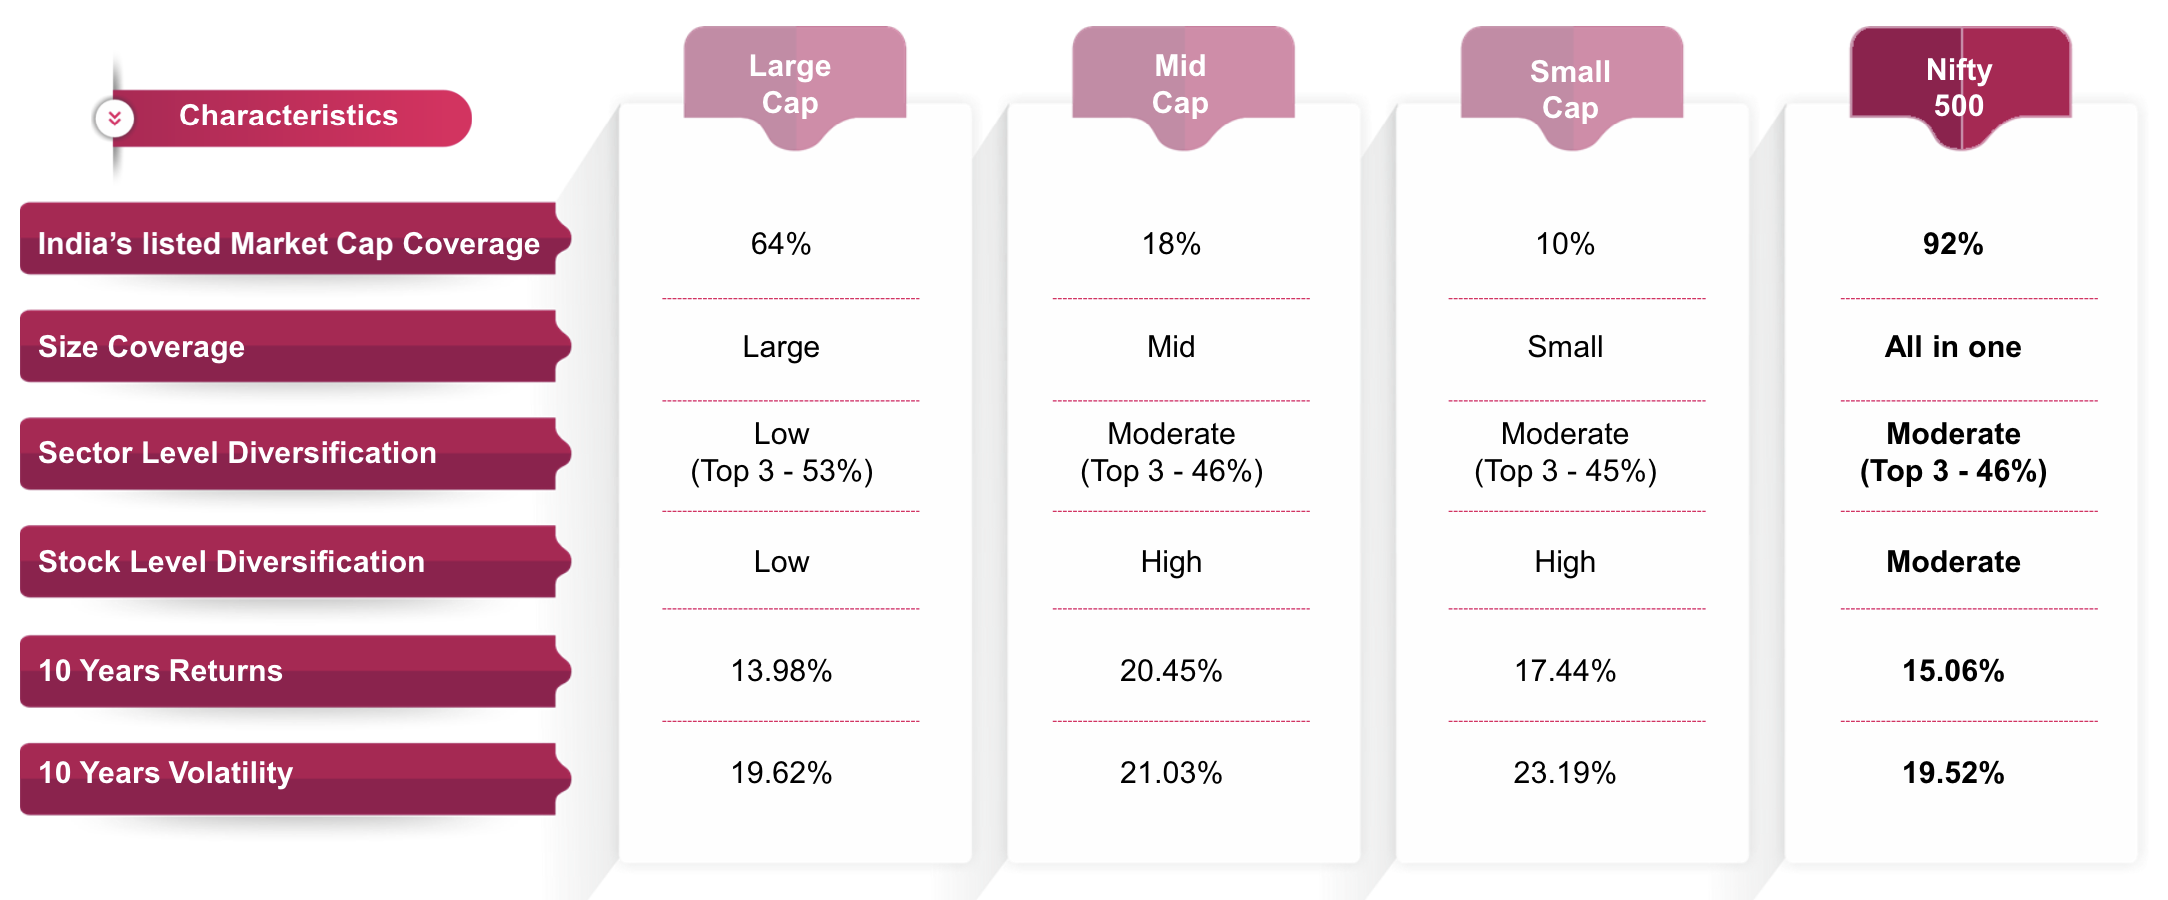 Characteristics
Large
Cap
Mid
Cap
Small
Cap
Nifty
500
India’s listed Market Cap Coverage
64%
18%
10%
92%
Size Coverage
Large
Mid
Small
All in one
Sector Level Diversification
Low
(Top 3 - 53%)
Moderate
(Top 3 - 46%)
Moderate
(Top 3 - 45%)
Moderate
(Top 3 - 46%)
Stock Level Diversification
Low
High
High
Moderate
10 Years Returns
13.98%
20.45%
17.44%
15.06%
10 Years Volatility
19.62%
21.03%
23.19%
19.52%